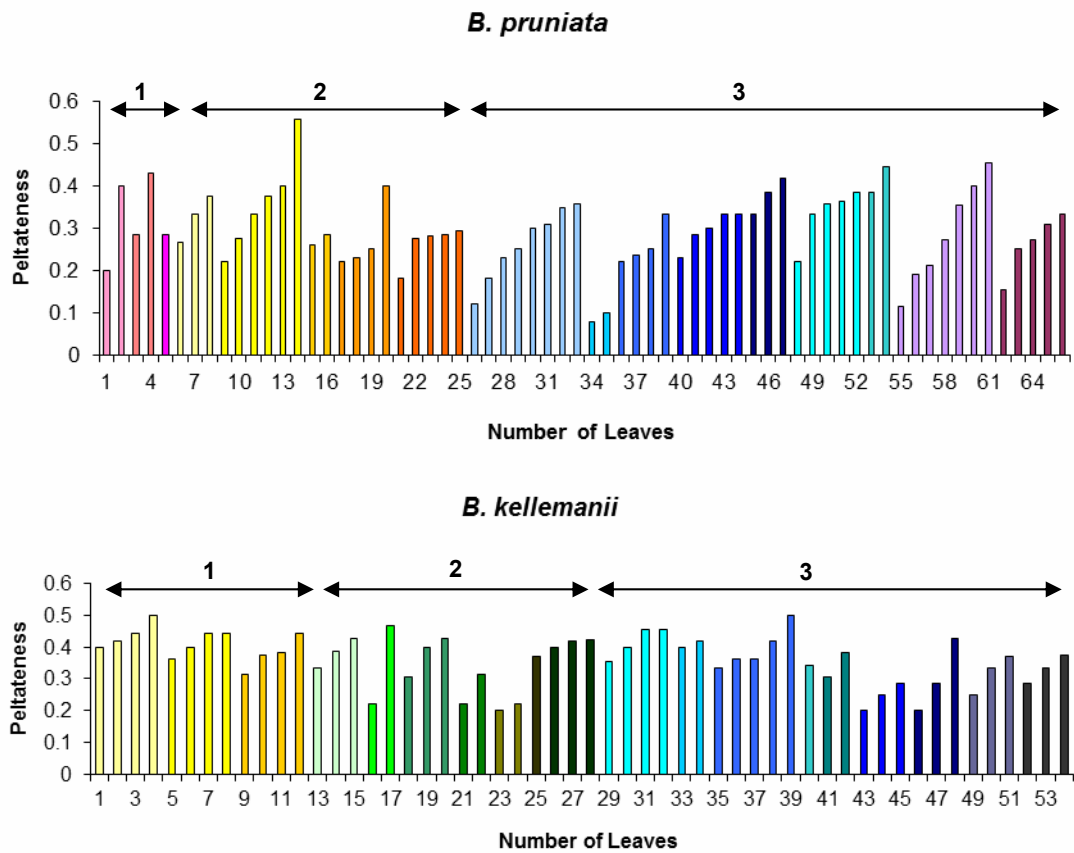 B. pruniata
1 2 3
0.6
0.5
0.4
0.3
0.2
0.1
0
Peltateness
1 4 7 10 13 16 19 22 25 28 31 34 37 40 43 46 49 52 55 58 61 64
Number of Leaves
B. kellemanii
1 2 3
0.6
0.5
0.4
0.3
0.2
0.1
0
Peltateness
1 3 5 7 9 11 13 15 17 19 21 23 25 27 29 31 33 35 37 39 41 43 45 47 49 51 53
Number of Leaves